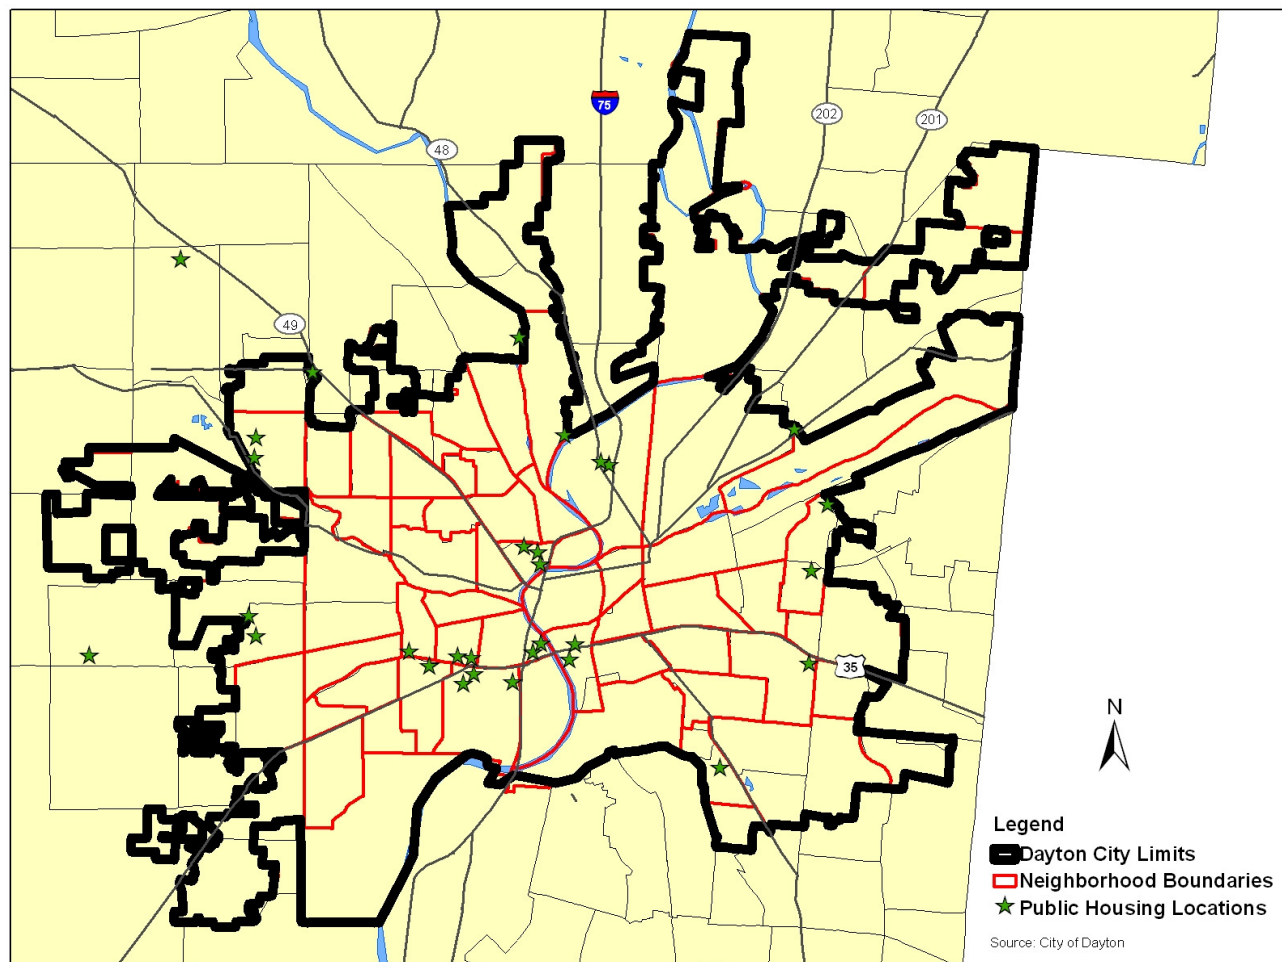 75
202
201
48
49
35
N
Legend
Dayton City Limits
Neighborhood Boundaries
Public Housing Locations
Source: City of Dayton